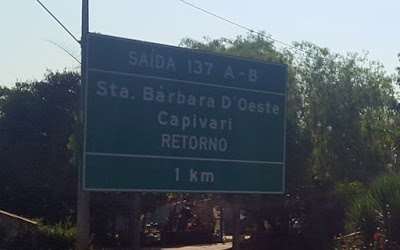 SAÍDA 137 A-B
Sta. Bárbara D'Oeste
Capivari
RETORNO
1 km